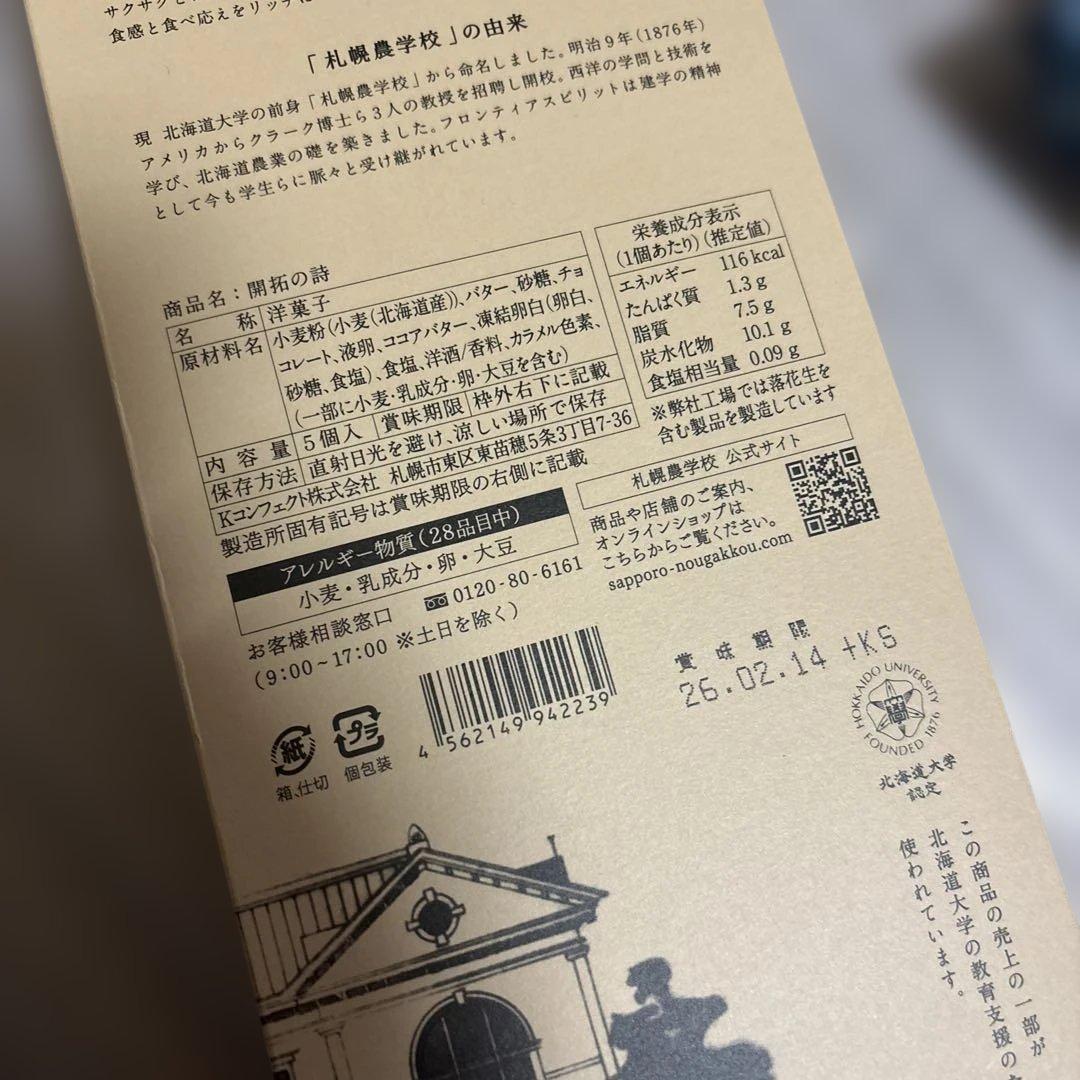 サクサクと
食感と食べ応えをリッチに
「札幌農学校」の由来
現 北海道大学の前身「札幌農学校」から命名しました。明治9年(1876年)
アメリカからクラーク博士ら3人の教授を招聘し開校。西洋の学問と技術を
学び、北海道農業の礎を築きました。フロンティアスピリットは建学の精神
として今も学生らに脈々と受け継がれています。
商品名:開拓の詩
名称 洋菓子
原材料名 小麦粉(小麦(北海道産))、バター、砂糖、チョ
コレート、液卵、ココアバター、凍結卵白(卵白、
砂糖、食塩)、食塩、洋酒/香料、カラメル色素、
(一部に小麦・乳成分・卵・大豆を含む)
内容量 5個入 賞味期限 枠外右下に記載
保存方法 直射日光を避け、涼しい場所で保存
Kコンフェクト株式会社 札幌市東区東苗穂5条3丁目7-36
製造所固有記号は賞味期限の右側に記載
栄養成分表示
(1個あたり)(推定値)
エネルギー 116kcal
たんぱく質 1.3g
脂質 7.5g
炭水化物 10.1g
食塩相当量 0.09g
※弊社工場では落花生を
含む製品を製造しています
アレルギー物質(28品目中)
小麦・乳成分・卵・大豆
お客様相談窓口 0120-80-6161
(9:00~17:00 ※土日を除く)
札幌農学校 公式サイト
商品や店舗のご案内、
オンラインショップは
こちらからご覧ください。
sapporo-nougakkou.com
賞味期限
26.02.14 +KS
4 562149 942239
紙
箱、仕切
プラ
個包装
HOKKAIDO UNIVERSITY
FOUNDED 1876
北海道大学
認定
この商品の売上の一部が
北海道大学の教育支援の
使われています。